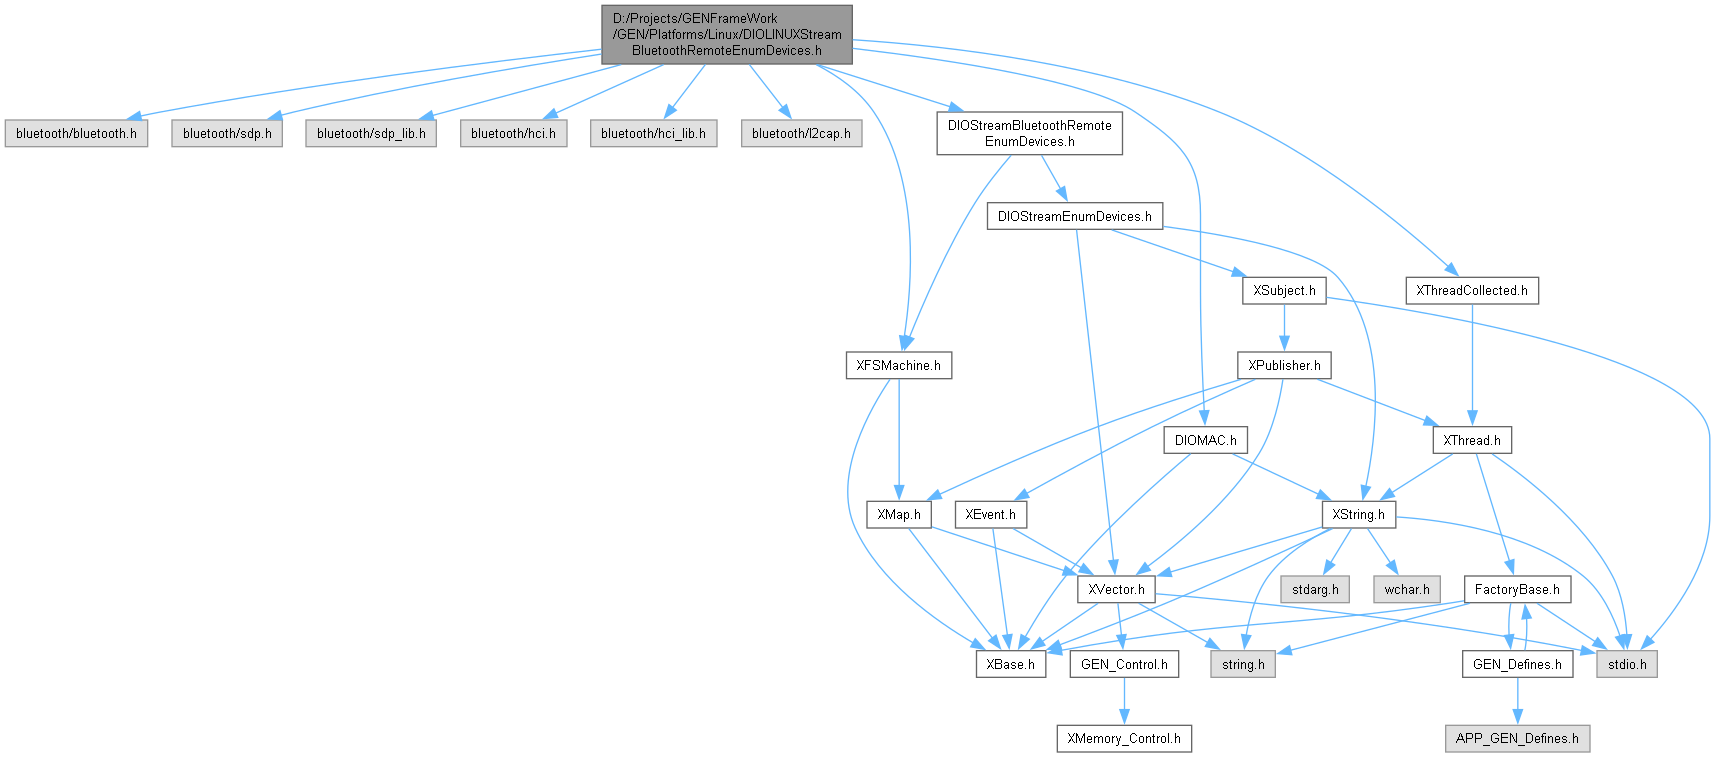 D:/Projects/GENFrameWork
/GEN/Platforms/Linux/DIOLINUXStream
BluetoothRemoteEnumDevices.h
bluetooth/bluetooth.h
bluetooth/sdp.h
bluetooth/sdp_lib.h
bluetooth/hci.h
bluetooth/hci_lib.h
bluetooth/l2cap.h
DIOStreamBluetoothRemote
EnumDevices.h
DIOStreamEnumDevices.h
XSubject.h
XThreadCollected.h
XFSMachine.h
XPublisher.h
DIOMAC.h
XThread.h
XMap.h
XEvent.h
XString.h
XVector.h
stdarg.h
wchar.h
FactoryBase.h
XBase.h
GEN_Control.h
string.h
GEN_Defines.h
stdio.h
XMemory_Control.h
APP_GEN_Defines.h